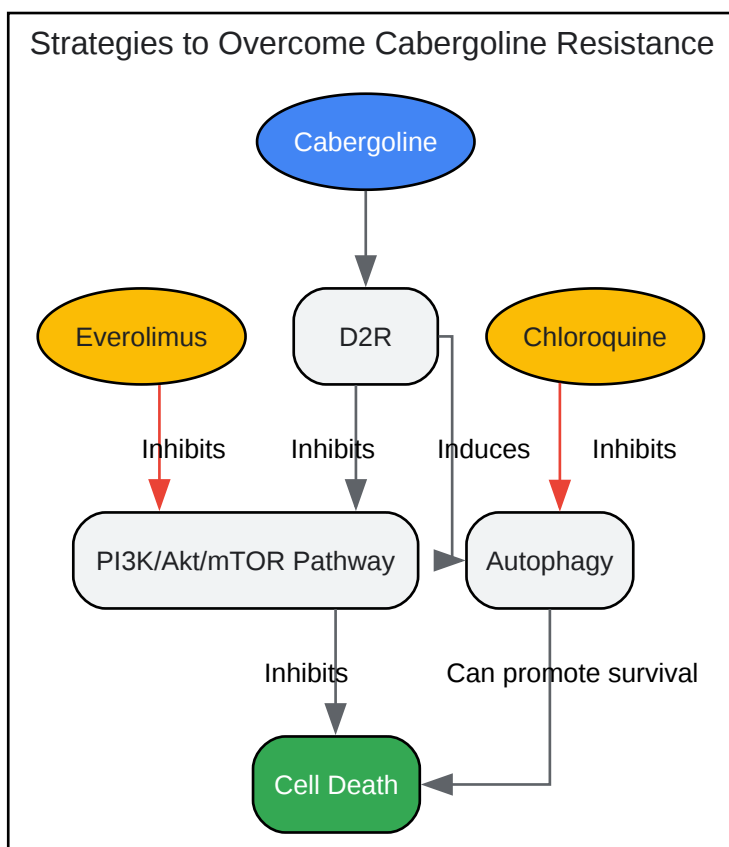 Strategies to Overcome Cabergoline Resistance
Cabergoline
Everolimus
D2R
Chloroquine
Inhibits
Inhibits
Induces
Inhibits
PI3K/Akt/mTOR Pathway
Autophagy
Inhibits
Can promote survival
Cell Death